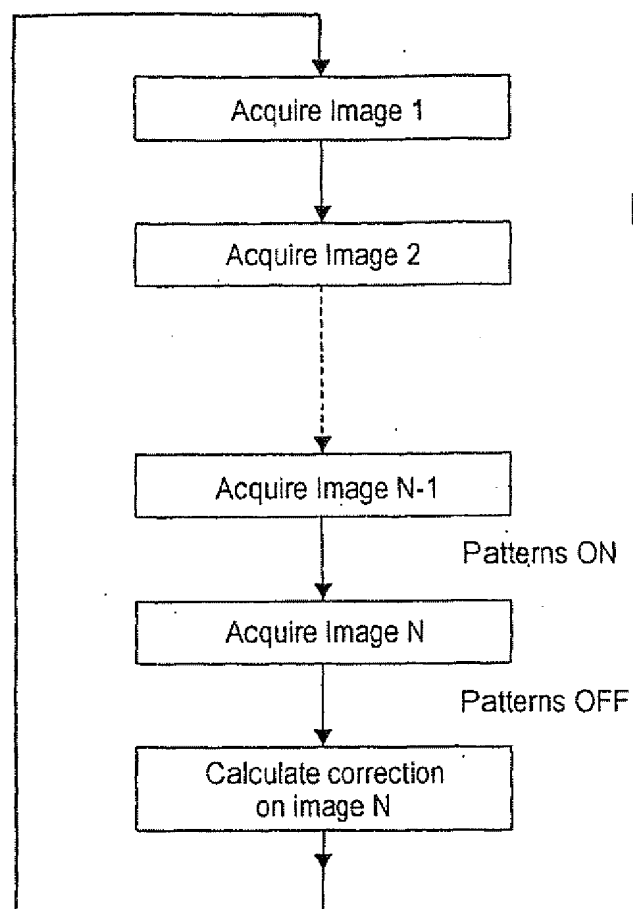 Acquire Image 1
Acquire Image 2
Acquire Image N-1
Patterns ON
Acquire Image N
Patterns OFF
Calculate correction
on image N